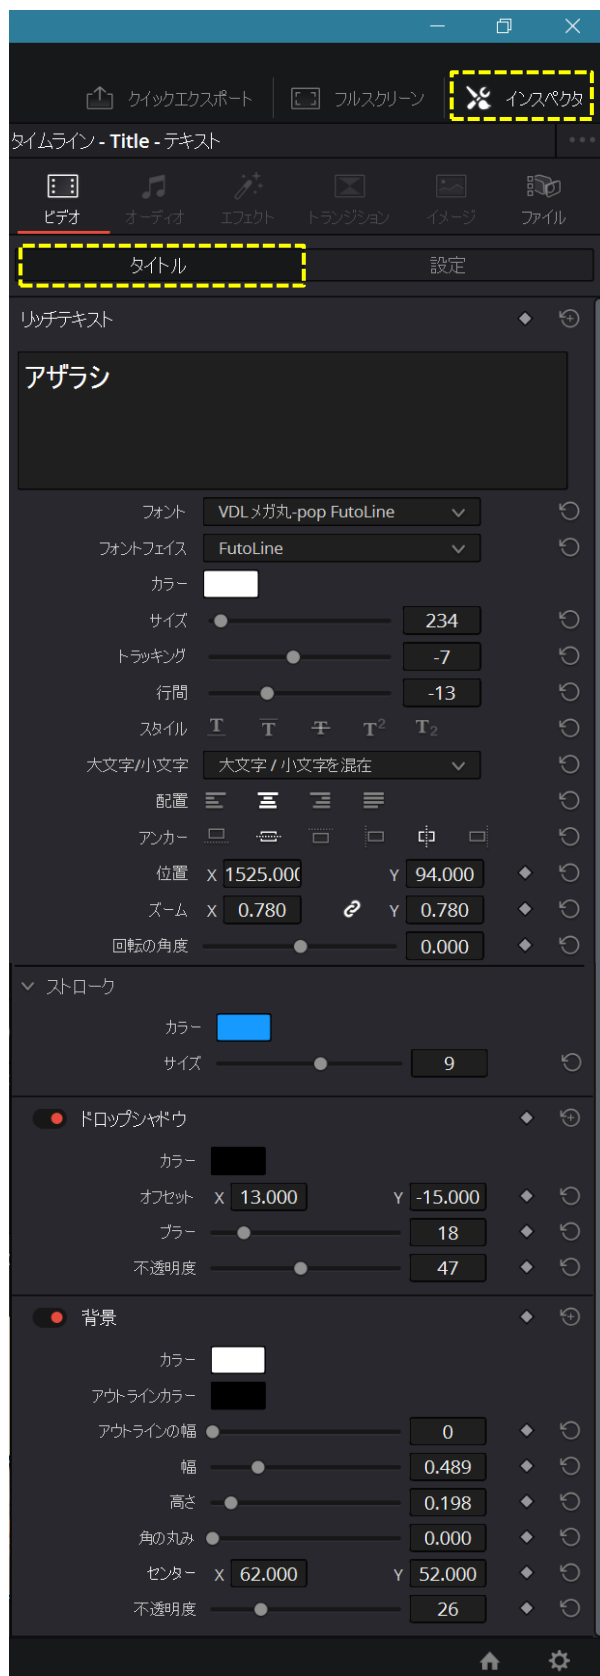 クイックエクスポート フルスクリーン インスペクタ
タイムライン - Title - テキスト
ビデオ オーディオ エフェクト トランジション イメージ ファイル
タイトル 設定
リッチテキスト
アザラシ
フォント VDLメガ丸-pop FutoLine
フォントフェイス FutoLine
カラー
サイズ 234
トラッキング -7
行間 -13
スタイル T T T T² T₂
大文字/小文字 大文字 / 小文字を混在
配置
アンカー
位置 X 1525.000 Y 94.000
ズーム X 0.780 Y 0.780
回転の角度 0.000
ストローク
カラー
サイズ 9
ドロップシャドウ
カラー
オフセット X 13.000 Y -15.000
ブラー 18
不透明度 47
背景
カラー
アウトラインカラー
アウトラインの幅 0
幅 0.489
高さ 0.198
角の丸み 0.000
センター X 62.000 Y 52.000
不透明度 26